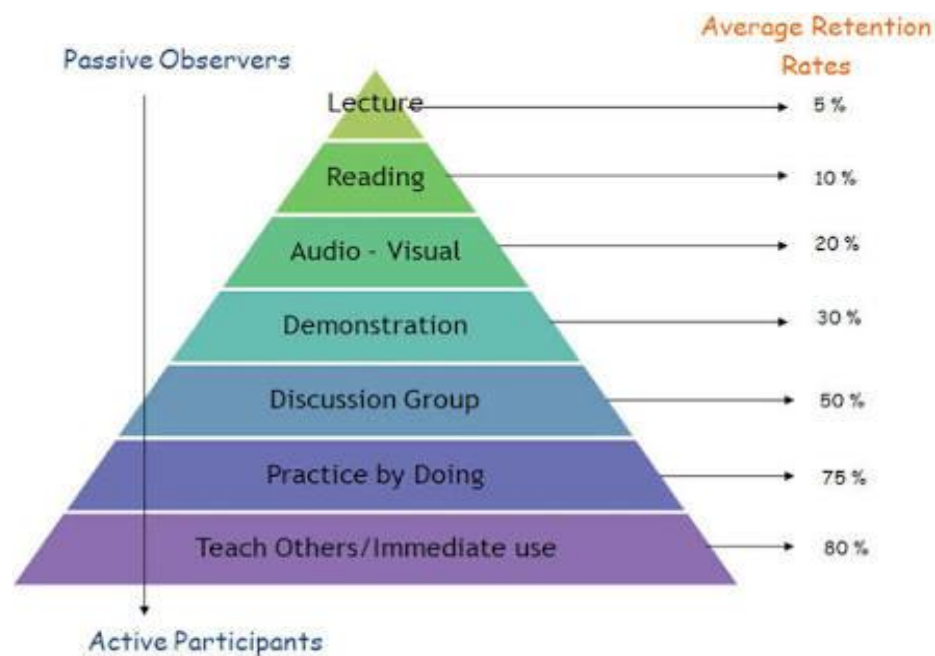 Average Retention
Rates
Passive Observers
Lecture 5 %
Reading 10 %
Audio - Visual 20 %
Demonstration 30 %
Discussion Group 50 %
Practice by Doing 75 %
Teach Others/Immediate use 80 %
Active Participants